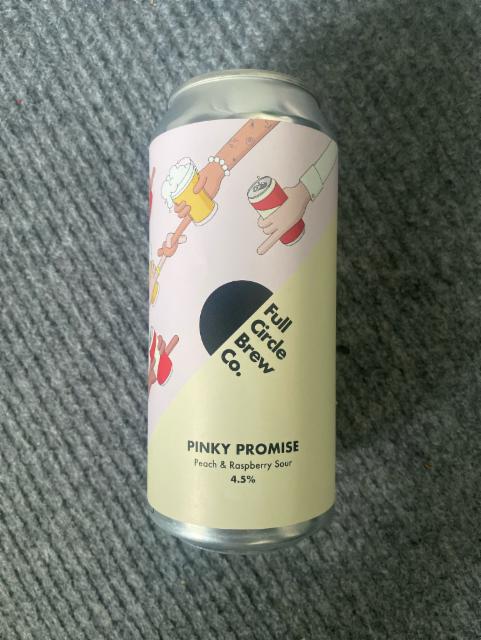 Full
Circle
Brew
Co.
PINKY PROMISE
Peach & Raspberry Sour
4.5%